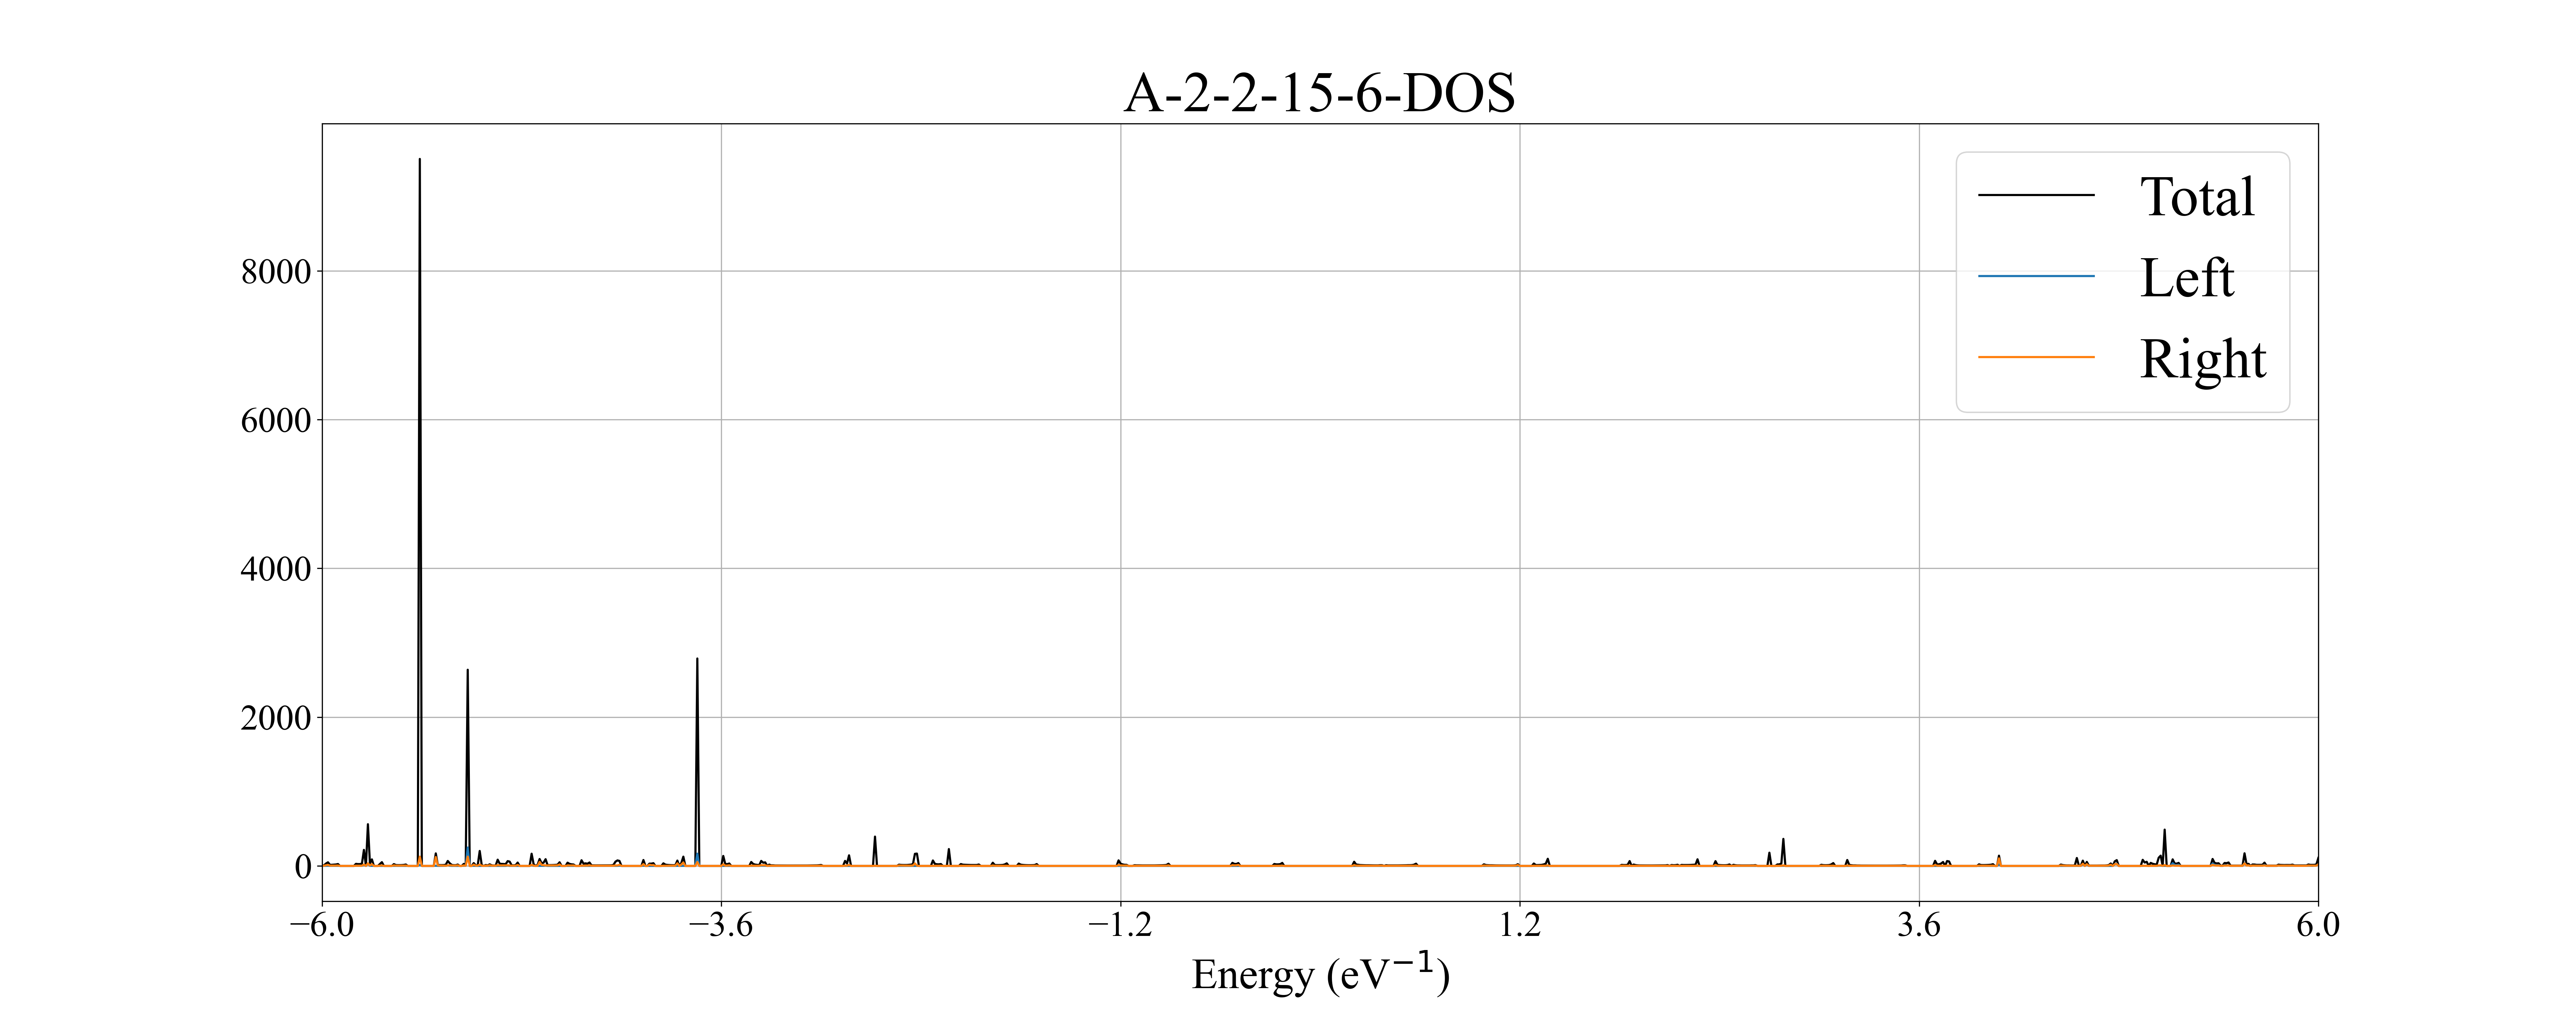 A-2-2-15-6-DOS
Total
Left
Right
8000
6000
4000
2000
0
−6.0 −3.6 −1.2 1.2 3.6 6.0
Energy (eV⁻¹)